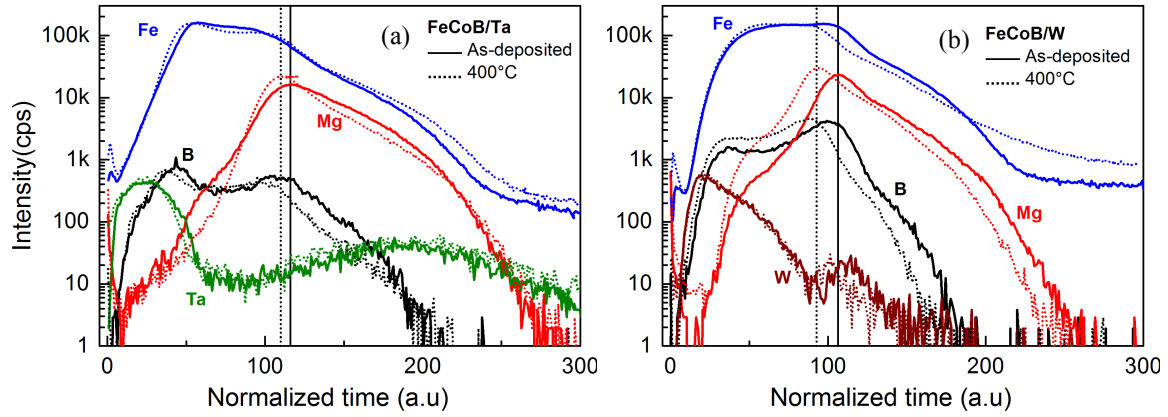 (a)
FeCoB/Ta
As-deposited
400°C
Fe
Mg
B
Ta
Intensity(cps)
100k
10k
1k
100
10
1
0
100
200
300
Normalized time (a.u)
(b)
FeCoB/W
As-deposited
400°C
Fe
B
Mg
W
100k
10k
1k
100
10
1
0
100
200
300
Normalized time (a.u)